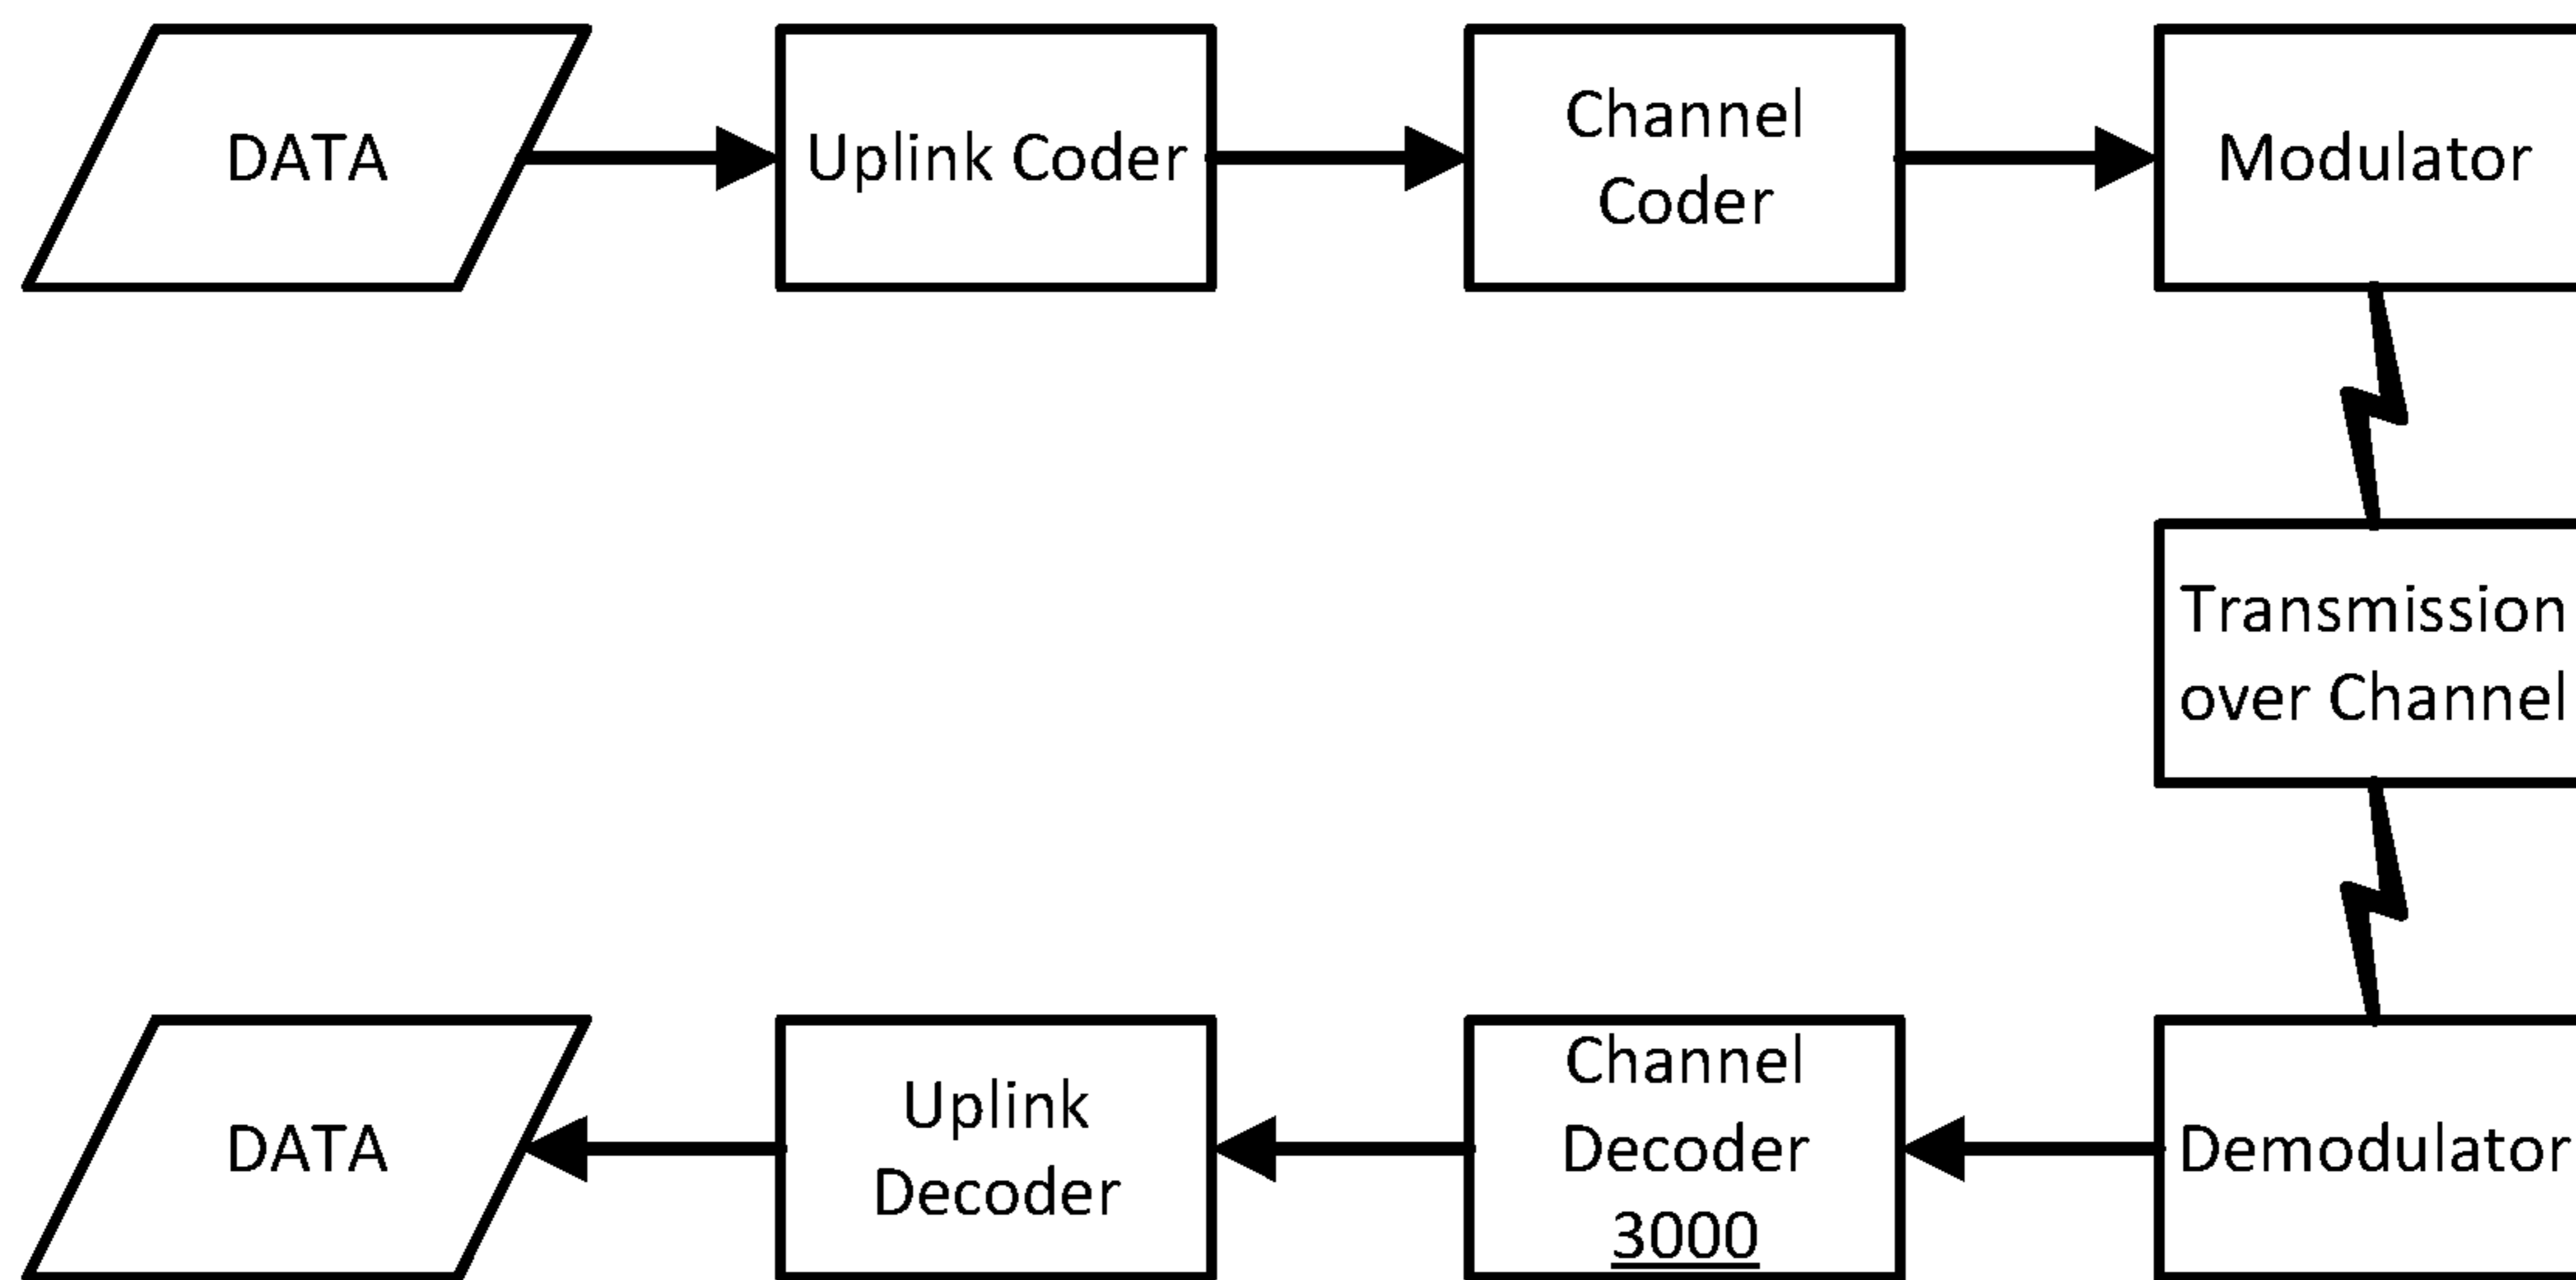 DATA
Uplink Coder
Channel
Coder
Modulator
Transmission
over Channel
DATA
Uplink
Decoder
Channel
Decoder
3000
Demodulator